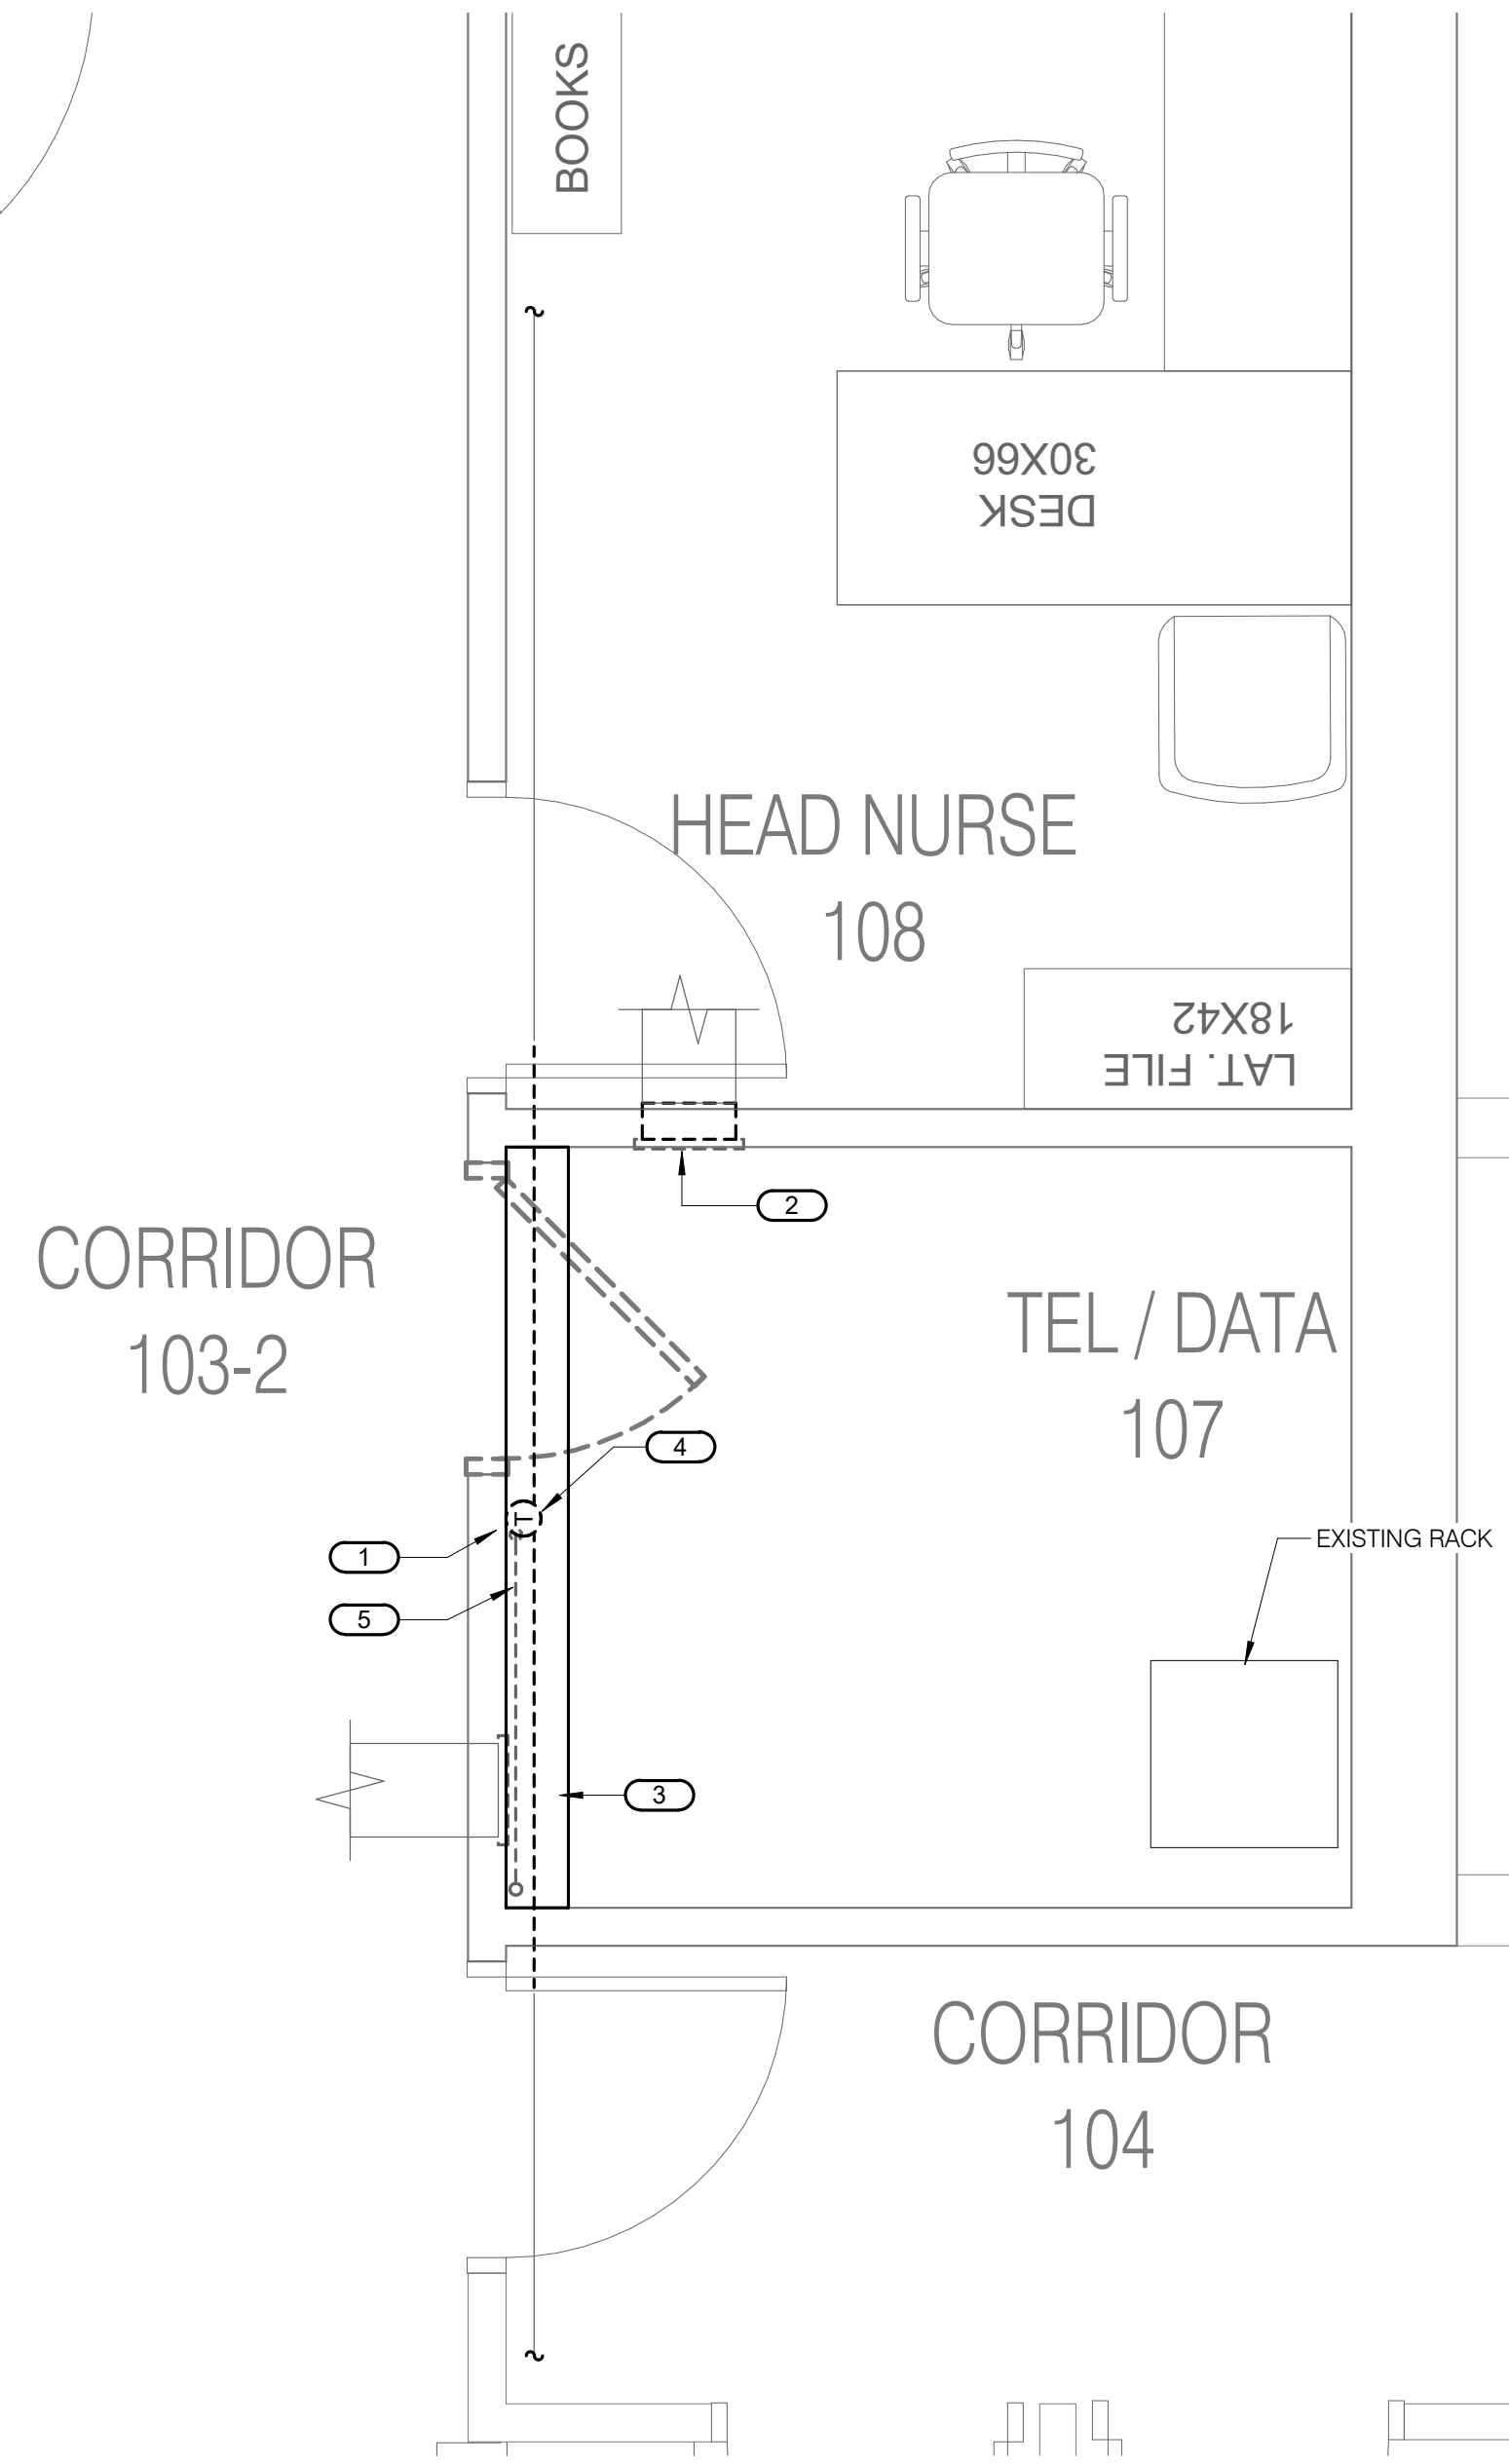 BOOKS
DESK
30X66
HEAD NURSE
108
LAT. FILE
18X42
2
CORRIDOR
103-2
TEL / DATA
107
4
T
1
EXISTING RACK
5
3
CORRIDOR
104